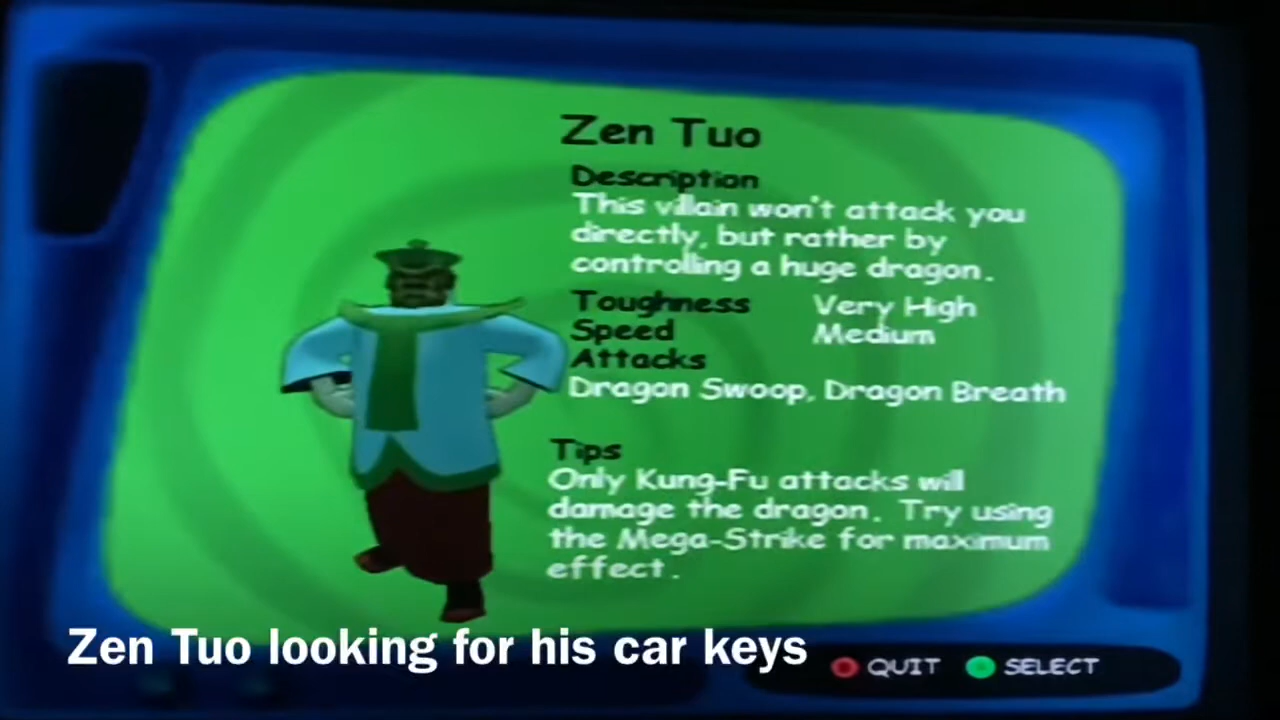 Zen Tuo
Description
This villain won't attack you
directly, but rather by
controlling a huge dragon.
Toughness Very High
Speed Medium
Attacks
Dragon Swoop, Dragon Breath
Tips
Only Kung-Fu attacks will
damage the dragon. Try using
the Mega-Strike for maximum
effect.
Zen Tuo looking for his car keys
QUIT SELECT